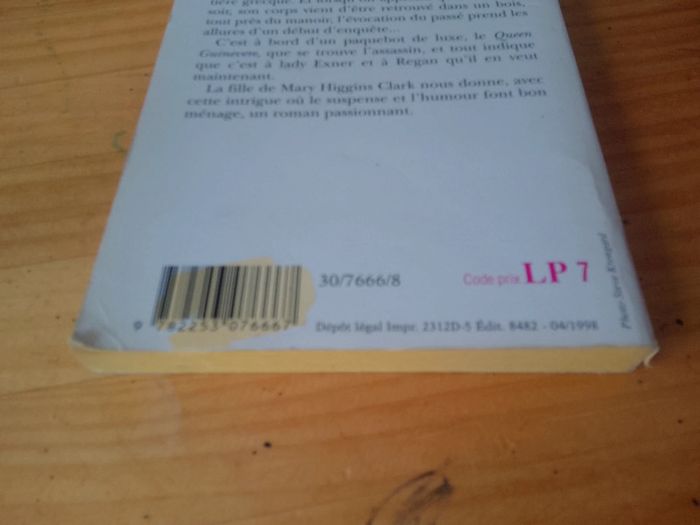 soir, son corps vient d'être retrouvé dans un bois,
tout près du manoir, l'évocation du passé prend les
allures d'un début d'enquête...
C'est à bord d'un paquebot de luxe, le Queen
Guenevere, que se trouve l'assassin, et tout indique
que c'est à lady Exner et à Regan qu'il en veut
maintenant.
La fille de Mary Higgins Clark nous donne, avec
cette intrigue où le suspense et l'humour font bon
ménage, un roman passionnant.
30/7666/8
Code prix LP 7
9 782253 076667
Dépôt légal Impr. 2312D-5 Édit. 8482 - 04/1998
Photo Steve